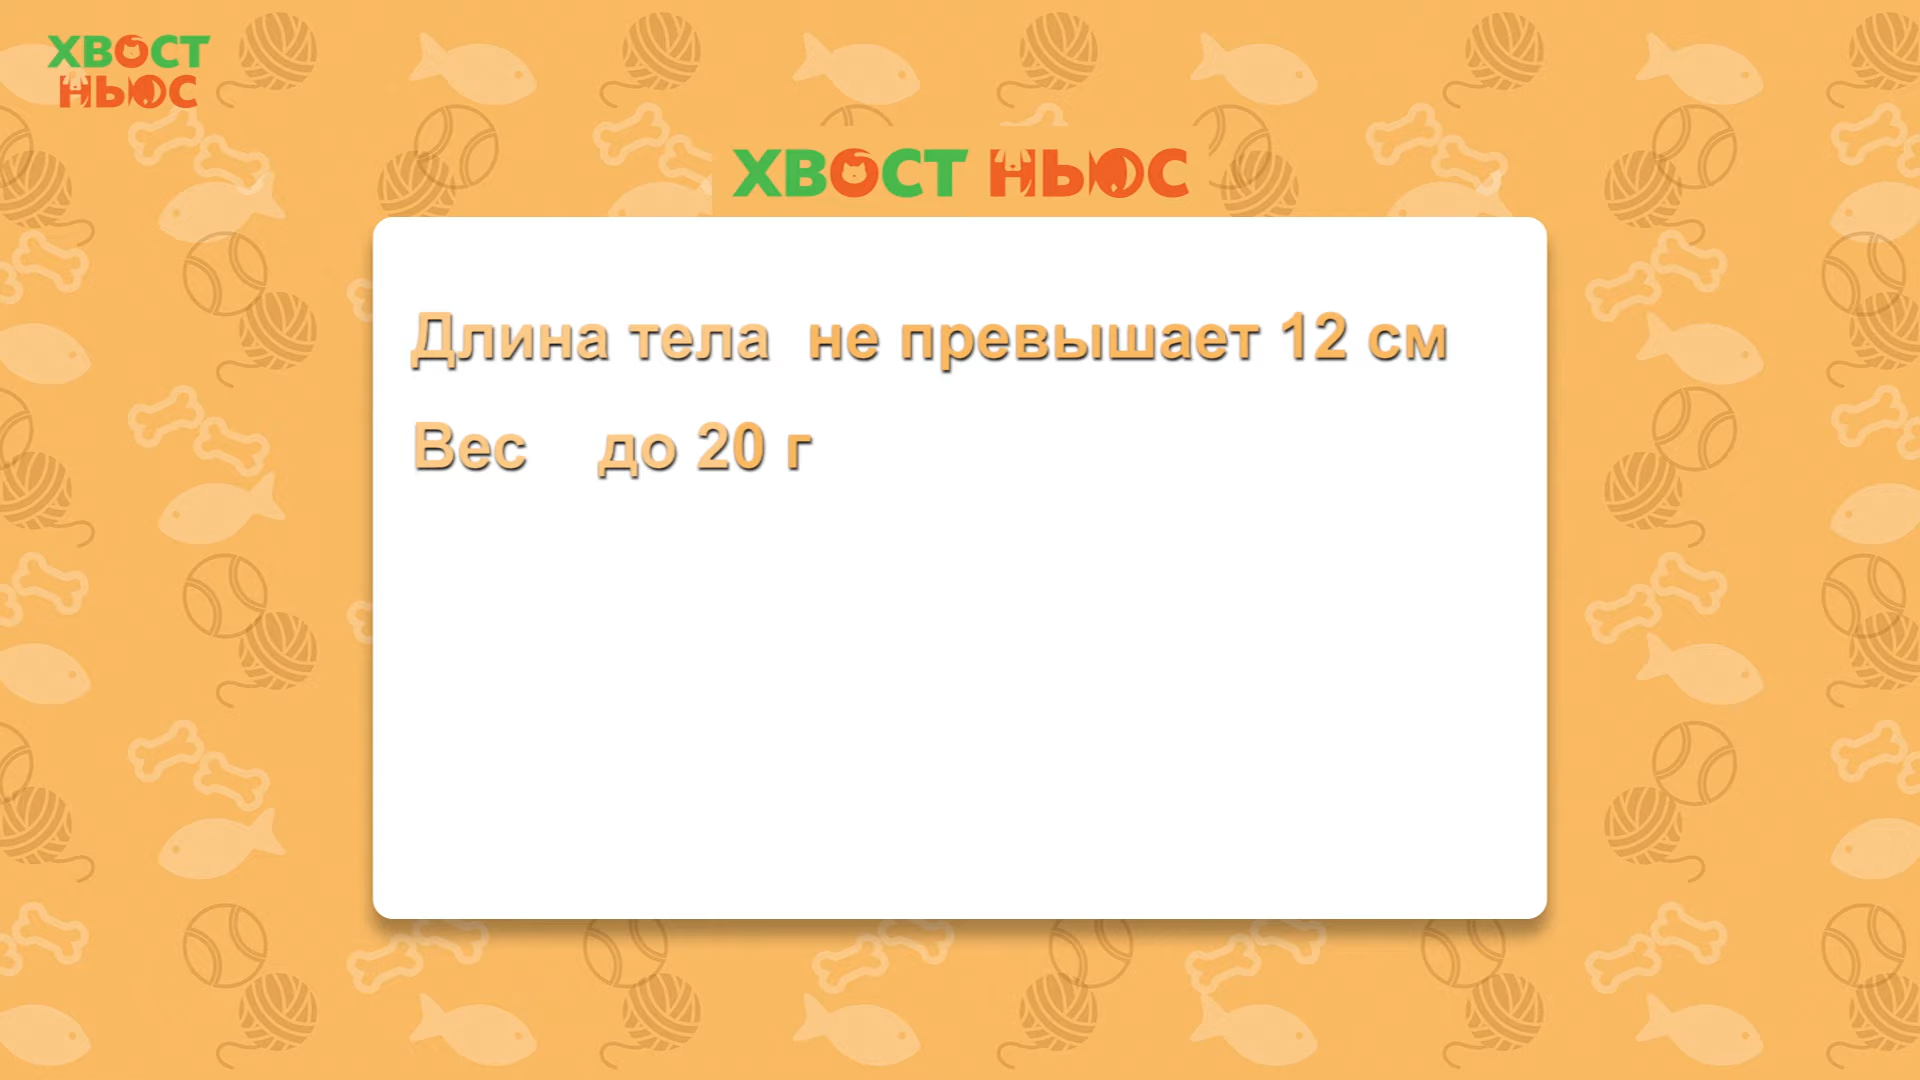 ХВОСТ
НЬЮС
ХВОСТ НЬЮС
Длина тела не превышает 12 см
Вес до 20 г